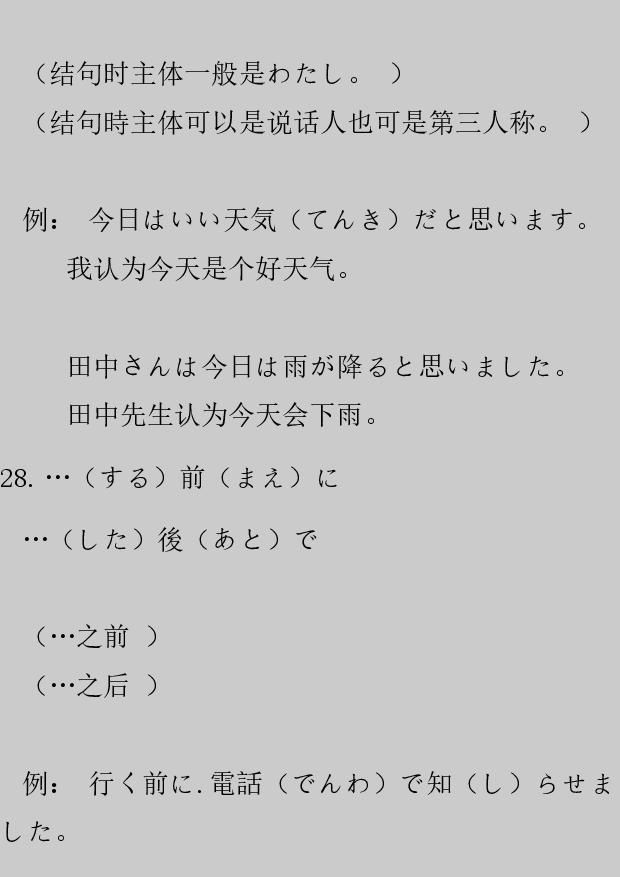 （结句时主体一般是わたし。 ）
（结句時主体可以是说话人也可是第三人称。 ）
例： 今日はいい天気（てんき）だと思います。
我认为今天是个好天气。
田中さんは今日は雨が降ると思いました。
田中先生认为今天会下雨。
28. …（する）前（まえ）に
…（した）後（あと）で
（…之前 ）
（…之后 ）
例： 行く前に.電話（でんわ）で知（し）らせま
した。